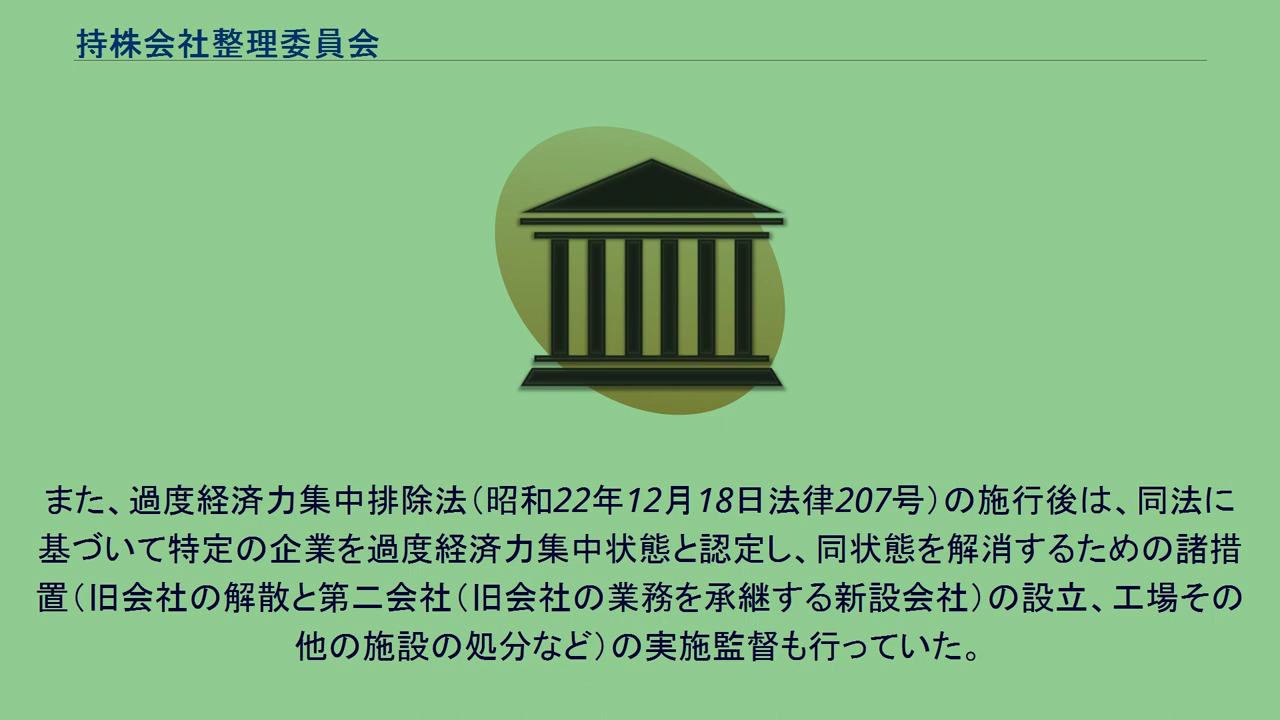 持株会社整理委員会
また、過度経済力集中排除法（昭和22年12月18日法律207号）の施行後は、同法に
基づいて特定の企業を過度経済力集中状態と認定し、同状態を解消するための諸措
置（旧会社の解散と第二会社（旧会社の業務を承継する新設会社）の設立、工場その
他の施設の処分など）の実施監督も行っていた。